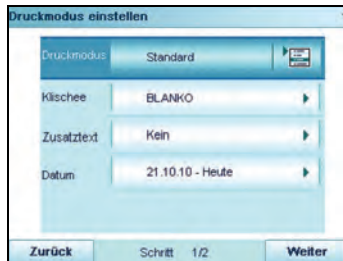 Druckmodus einstellen
Druckmodus Standard
Klischee BLANKO
Zusatztext Kein
Datum 21.10.10 - Heute
Zurück Schritt 1/2 Weiter